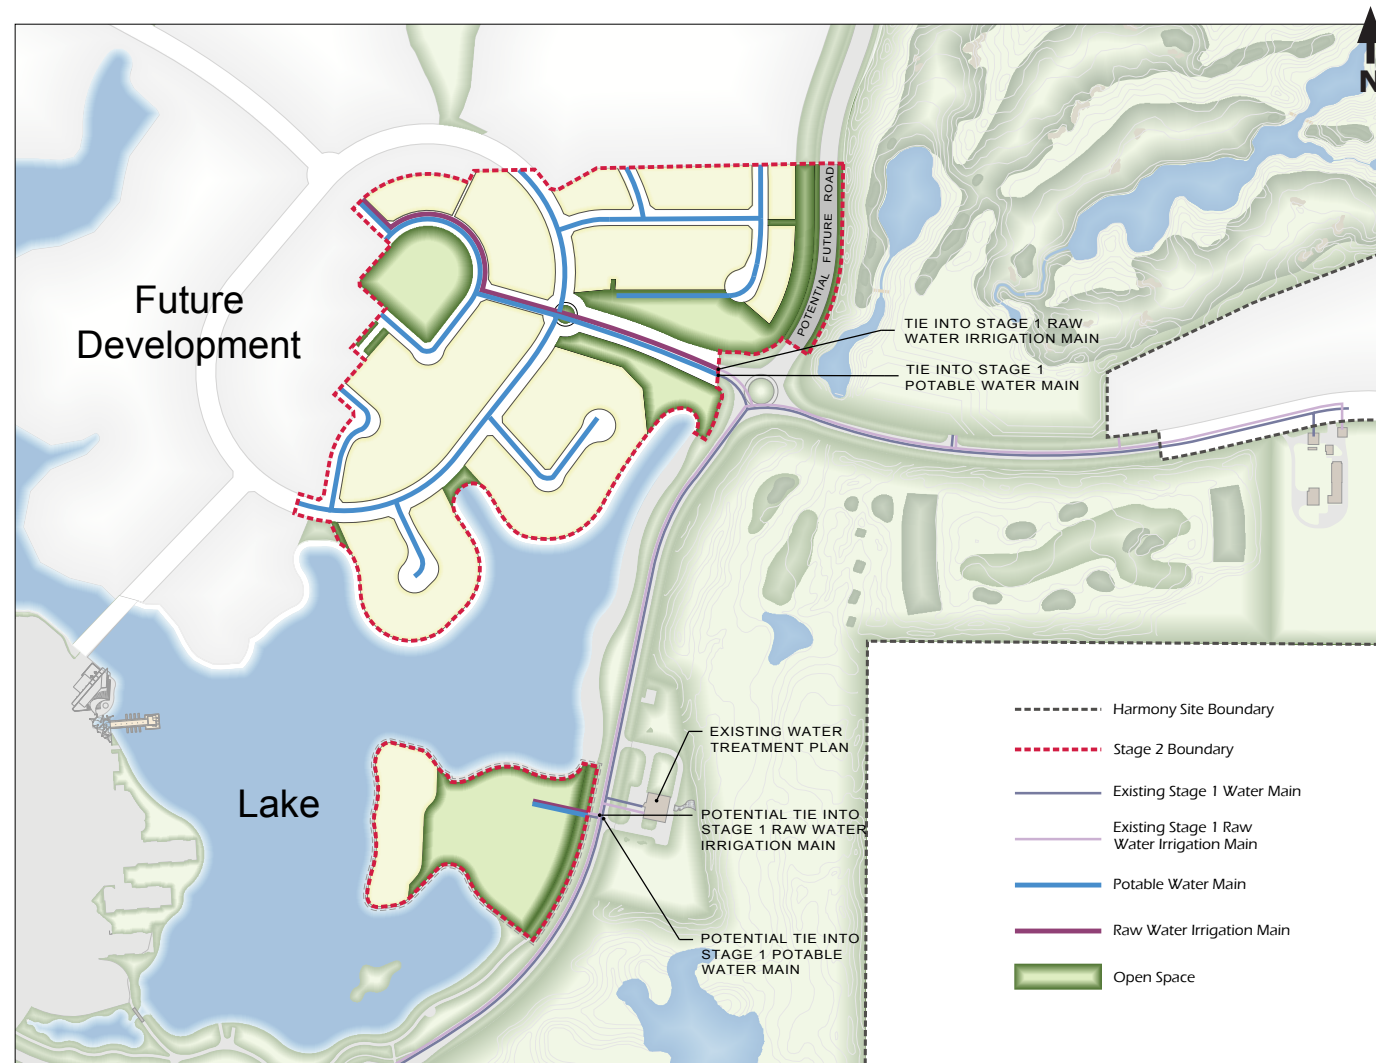 N
Future
Development
POTENTIAL FUTURE ROAD
TIE INTO STAGE 1 RAW
WATER IRRIGATION MAIN
TIE INTO STAGE 1
POTABLE WATER MAIN
Lake
EXISTING WATER
TREATMENT PLAN
POTENTIAL TIE INTO
STAGE 1 RAW WATER
IRRIGATION MAIN
POTENTIAL TIE INTO
STAGE 1 POTABLE
WATER MAIN
Harmony Site Boundary
Stage 2 Boundary
Existing Stage 1 Water Main
Existing Stage 1 Raw
Water Irrigation Main
Potable Water Main
Raw Water Irrigation Main
Open Space